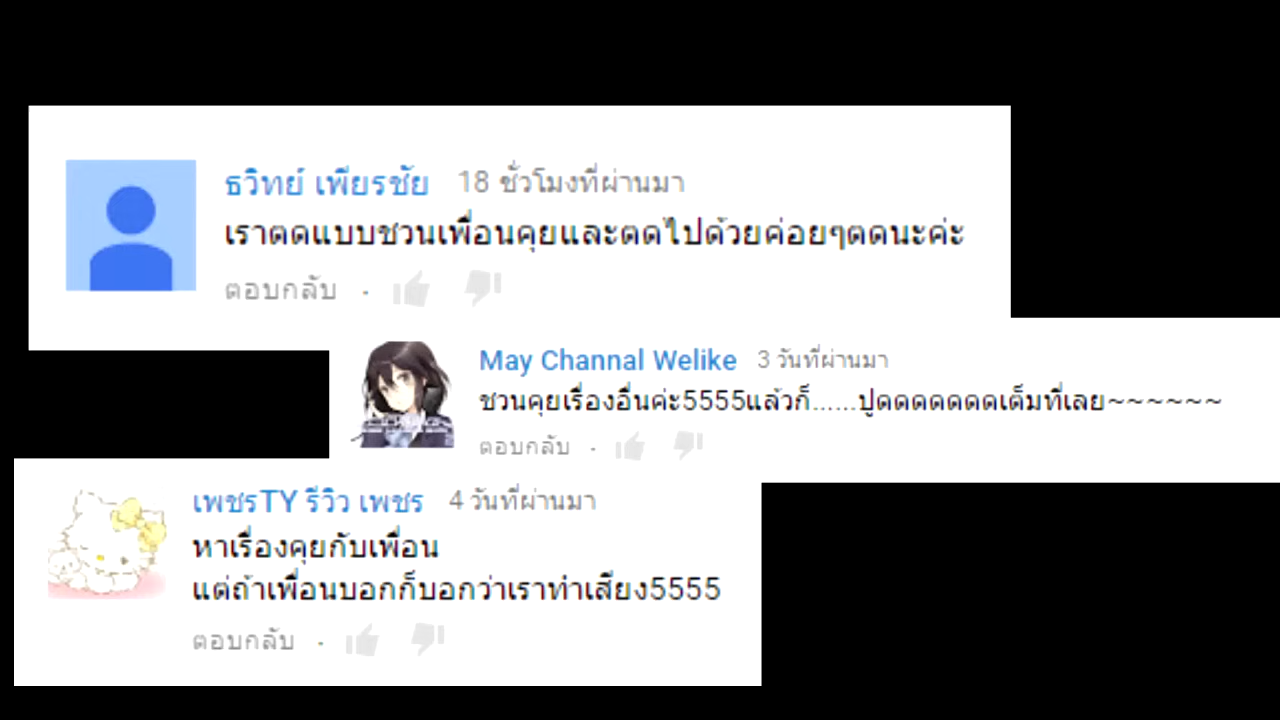 ธวิทย์ เพียรชัย 18 ชั่วโมงที่ผ่านมา
เราตดแบบชวนเพื่อนคุยและตดไปด้วยค่อยๆตดนะค่ะ
ตอบกลับ ·
May Channal Welike 3 วันที่ผ่านมา
ชวนคุยเรื่องอื่นค่ะ5555แล้วก็......ปูดดดดดดดเต็มที่เลย~~~~~~
ตอบกลับ ·
เพชรTY รีวิว เพชร 4 วันที่ผ่านมา
หาเรื่องคุยกับเพื่อน
แต่ถ้าเพื่อนบอกก็บอกว่าเราทำเสียง5555
ตอบกลับ ·